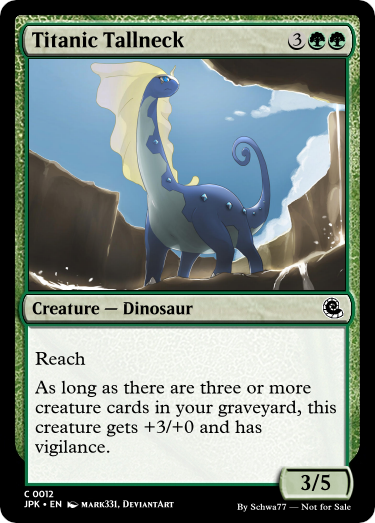 Titanic Tallneck 3
Creature — Dinosaur
Reach
As long as there are three or more
creature cards in your graveyard, this
creature gets +3/+0 and has
vigilance.
3/5
C 0012
JPK • EN MARK331, DEVIANTART
By Schwa77 — Not for Sale